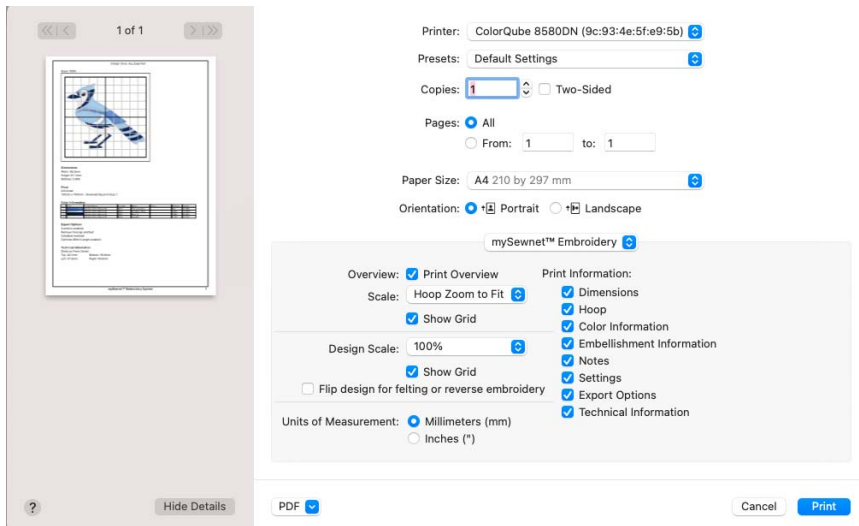 1 of 1
Printer: ColorQube 8580DN (9c:93:4e:5f:e9:5b)
Presets: Default Settings
Copies: 1 Two-Sided
Pages: All
From: 1 to: 1
Paper Size: A4 210 by 297 mm
Orientation: Portrait Landscape
mySewnet™ Embroidery
Overview: Print Overview
Scale: Hoop Zoom to Fit
Show Grid
Design Scale: 100%
Show Grid
Flip design for felting or reverse embroidery
Units of Measurement: Millimeters (mm)
Inches (")
Print Information:
Dimensions
Hoop
Color Information
Embellishment Information
Notes
Settings
Export Options
Technical Information
?
Hide Details
PDF
Cancel
Print